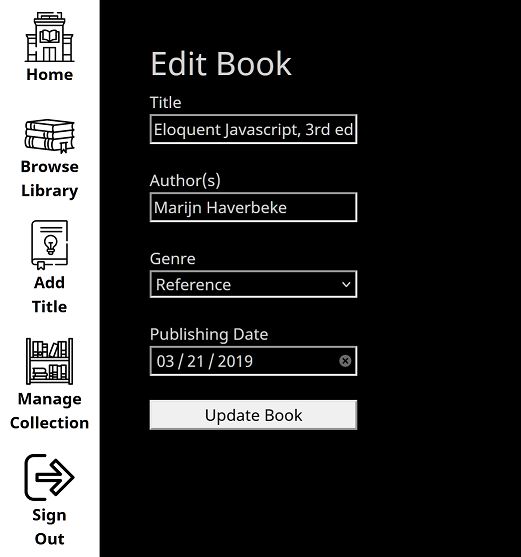 Home
Browse
Library
Add
Title
Manage
Collection
Sign
Out
Edit Book
Title
Eloquent Javascript, 3rd ed
Author(s)
Marijn Haverbeke
Genre
Reference
Publishing Date
03 / 21 / 2019
Update Book